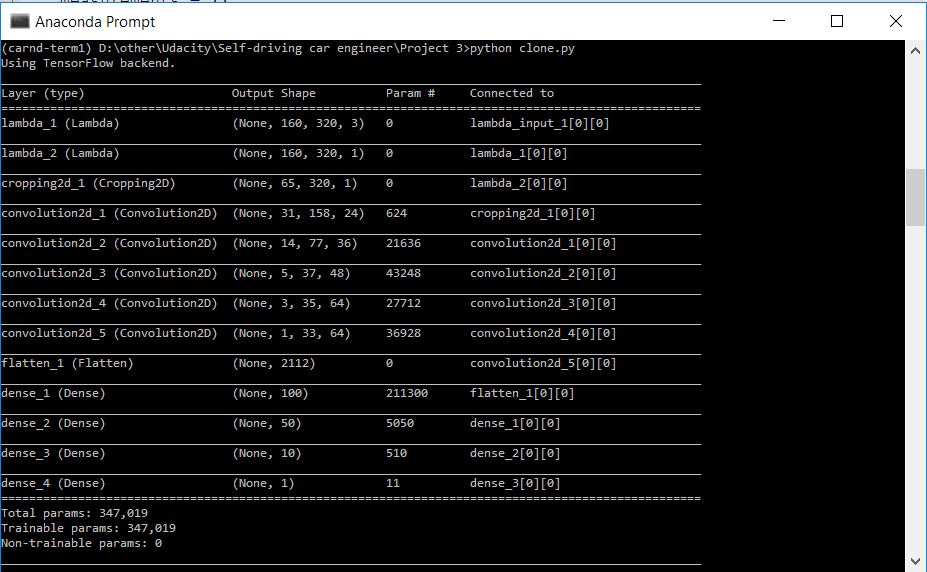 Anaconda Prompt
(carnd-term1) D:\other\Udacity\Self-driving car engineer\Project 3>python clone.py
Using TensorFlow backend.
Layer (type) Output Shape Param # Connected to
lambda_1 (Lambda) (None, 160, 320, 3) 0 lambda_input_1[0][0]
lambda_2 (Lambda) (None, 160, 320, 1) 0 lambda_1[0][0]
cropping2d_1 (Cropping2D) (None, 65, 320, 1) 0 lambda_2[0][0]
convolution2d_1 (Convolution2D) (None, 31, 158, 24) 624 cropping2d_1[0][0]
convolution2d_2 (Convolution2D) (None, 14, 77, 36) 21636 convolution2d_1[0][0]
convolution2d_3 (Convolution2D) (None, 5, 37, 48) 43248 convolution2d_2[0][0]
convolution2d_4 (Convolution2D) (None, 3, 35, 64) 27712 convolution2d_3[0][0]
convolution2d_5 (Convolution2D) (None, 1, 33, 64) 36928 convolution2d_4[0][0]
flatten_1 (Flatten) (None, 2112) 0 convolution2d_5[0][0]
dense_1 (Dense) (None, 100) 211300 flatten_1[0][0]
dense_2 (Dense) (None, 50) 5050 dense_1[0][0]
dense_3 (Dense) (None, 10) 510 dense_2[0][0]
dense_4 (Dense) (None, 1) 11 dense_3[0][0]
Total params: 347,019
Trainable params: 347,019
Non-trainable params: 0